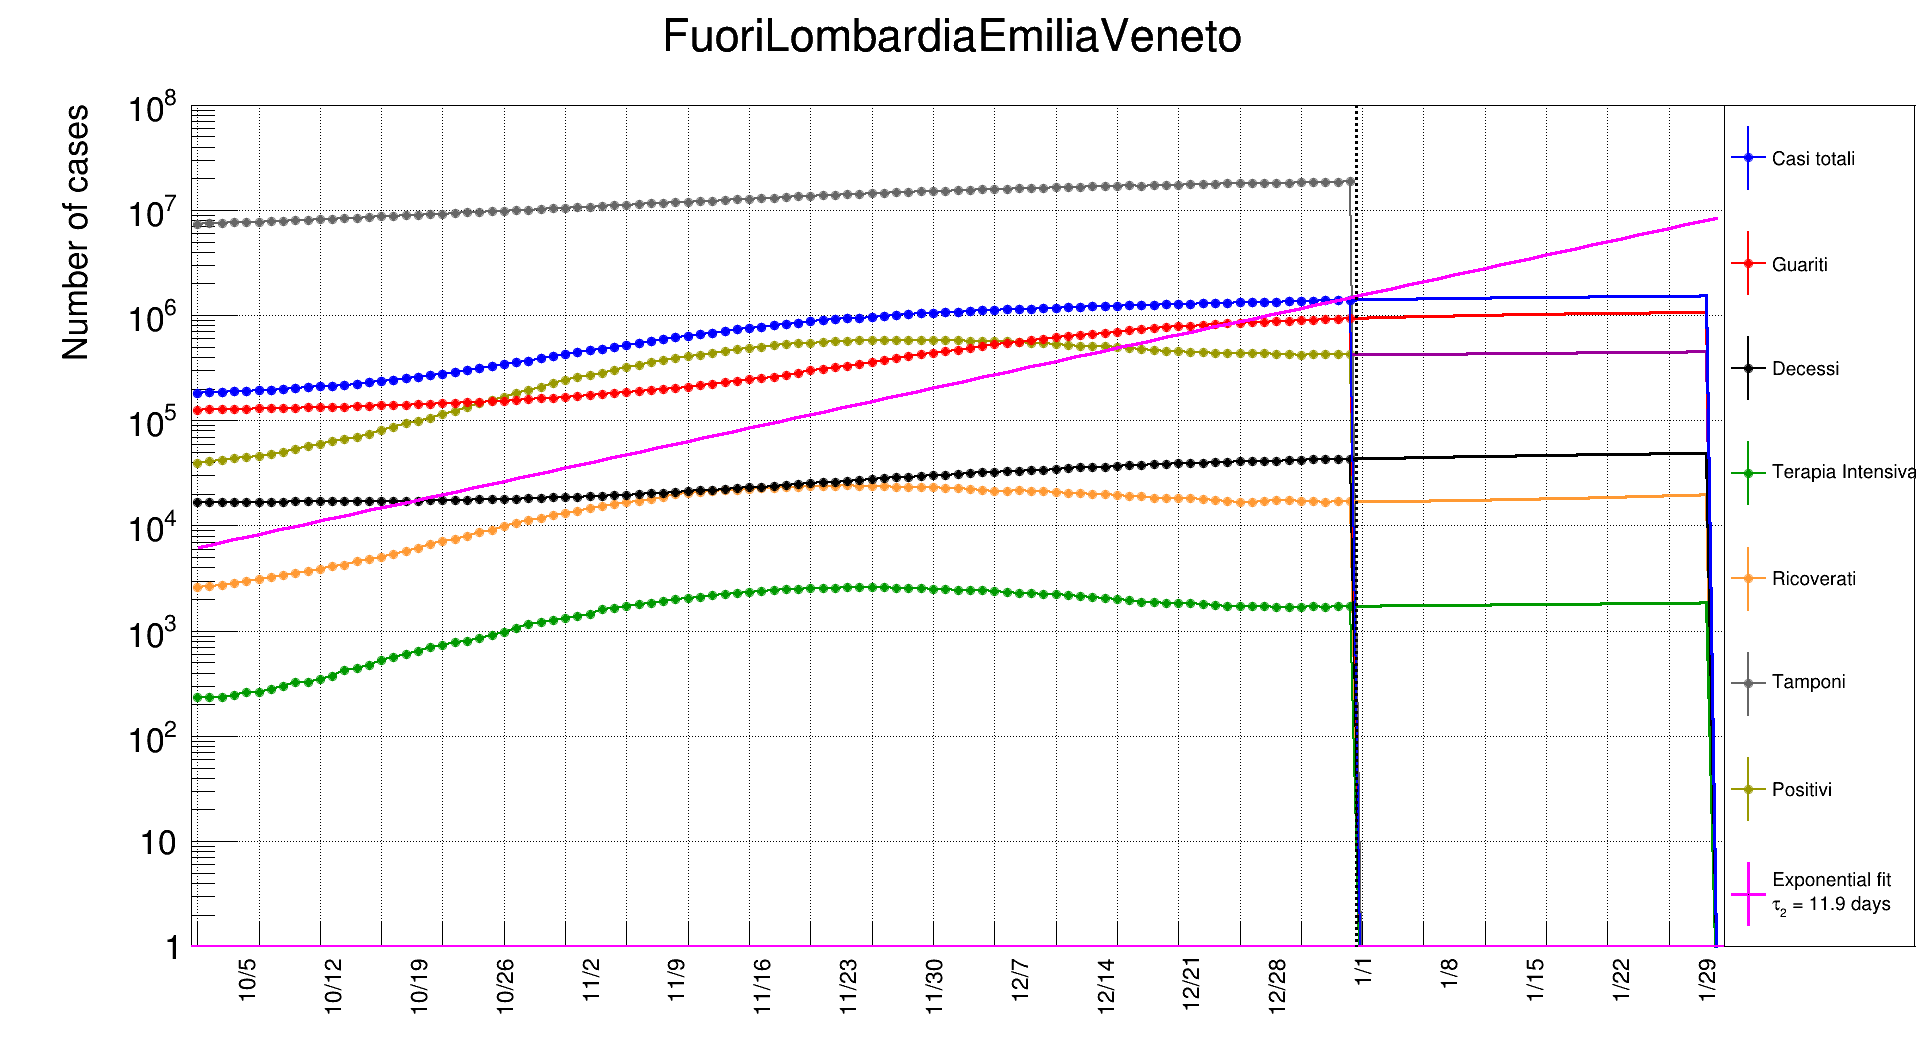 FuoriLombardiaEmiliaVeneto
Number of cases
10^8
10^7
10^6
10^5
10^4
10^3
10^2
10
1
10/5
10/12
10/19
10/26
11/2
11/9
11/16
11/23
11/30
12/7
12/14
12/21
12/28
1/1
1/8
1/15
1/22
1/29
Casi totali
Guariti
Decessi
Terapia Intensiva
Ricoverati
Tamponi
Positivi
Exponential fit
τ₂ = 11.9 days